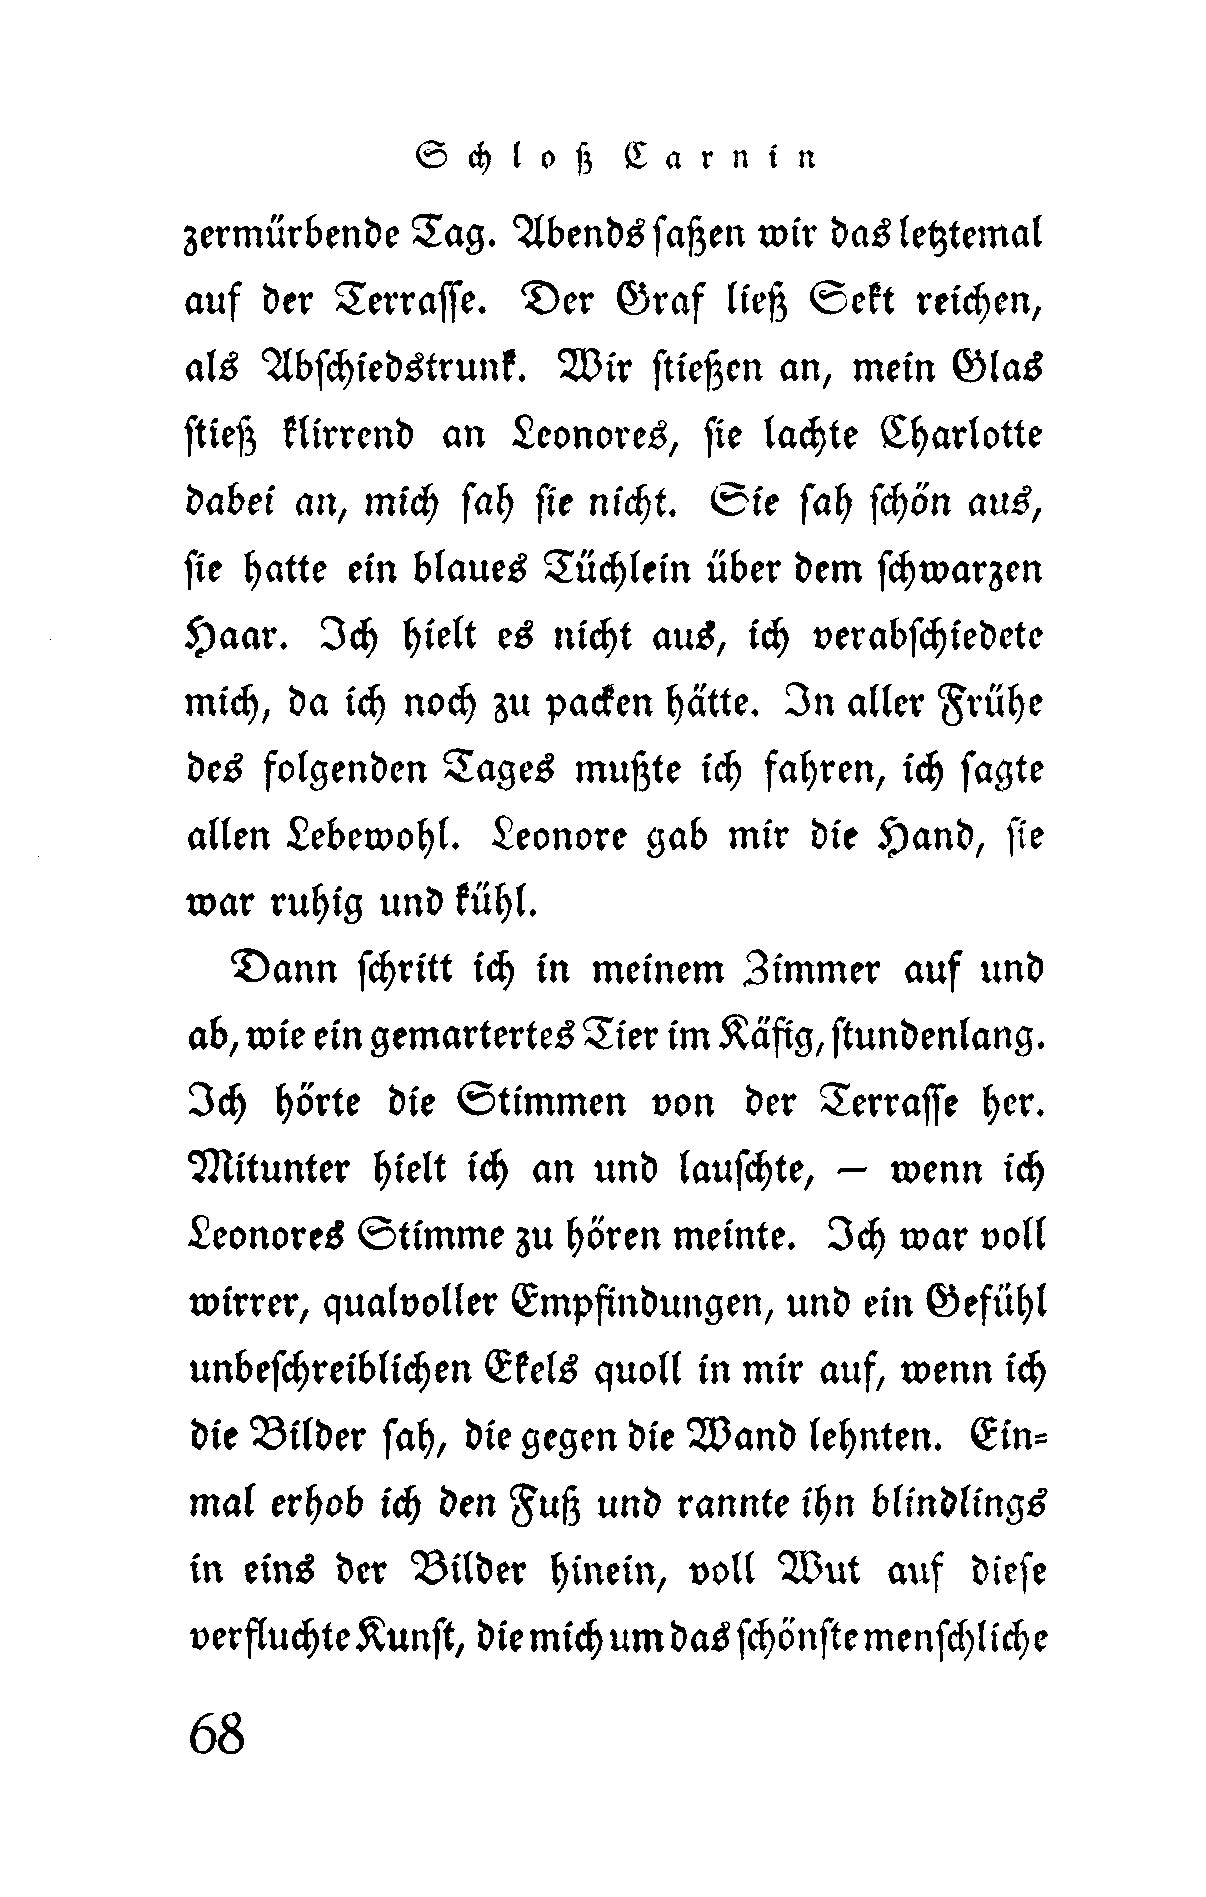 Schloß Carnin
zermürbende Tag. Abends saßen wir das letztemal
auf der Terrasse. Der Graf ließ Sekt reichen,
als Abschiedstrunk. Wir stießen an, mein Glas
stieß klirrend an Leonores, sie lachte Charlotte
dabei an, mich sah sie nicht. Sie sah schön aus,
sie hatte ein blaues Tüchlein über dem schwarzen
Haar. Ich hielt es nicht aus, ich verabschiedete
mich, da ich noch zu packen hätte. In aller Frühe
des folgenden Tages mußte ich fahren, ich sagte
allen Lebewohl. Leonore gab mir die Hand, sie
war ruhig und kühl.
Dann schritt ich in meinem Zimmer auf und
ab, wie ein gemartertes Tier im Käfig, stundenlang.
Ich hörte die Stimmen von der Terrasse her.
Mitunter hielt ich an und lauschte, — wenn ich
Leonores Stimme zu hören meinte. Ich war voll
wirrer, qualvoller Empfindungen, und ein Gefühl
unbeschreiblichen Ekels quoll in mir auf, wenn ich
die Bilder sah, die gegen die Wand lehnten. Ein-
mal erhob ich den Fuß und rannte ihn blindlings
in eins der Bilder hinein, voll Wut auf diese
verfluchte Kunst, die mich um das schönste menschliche
68